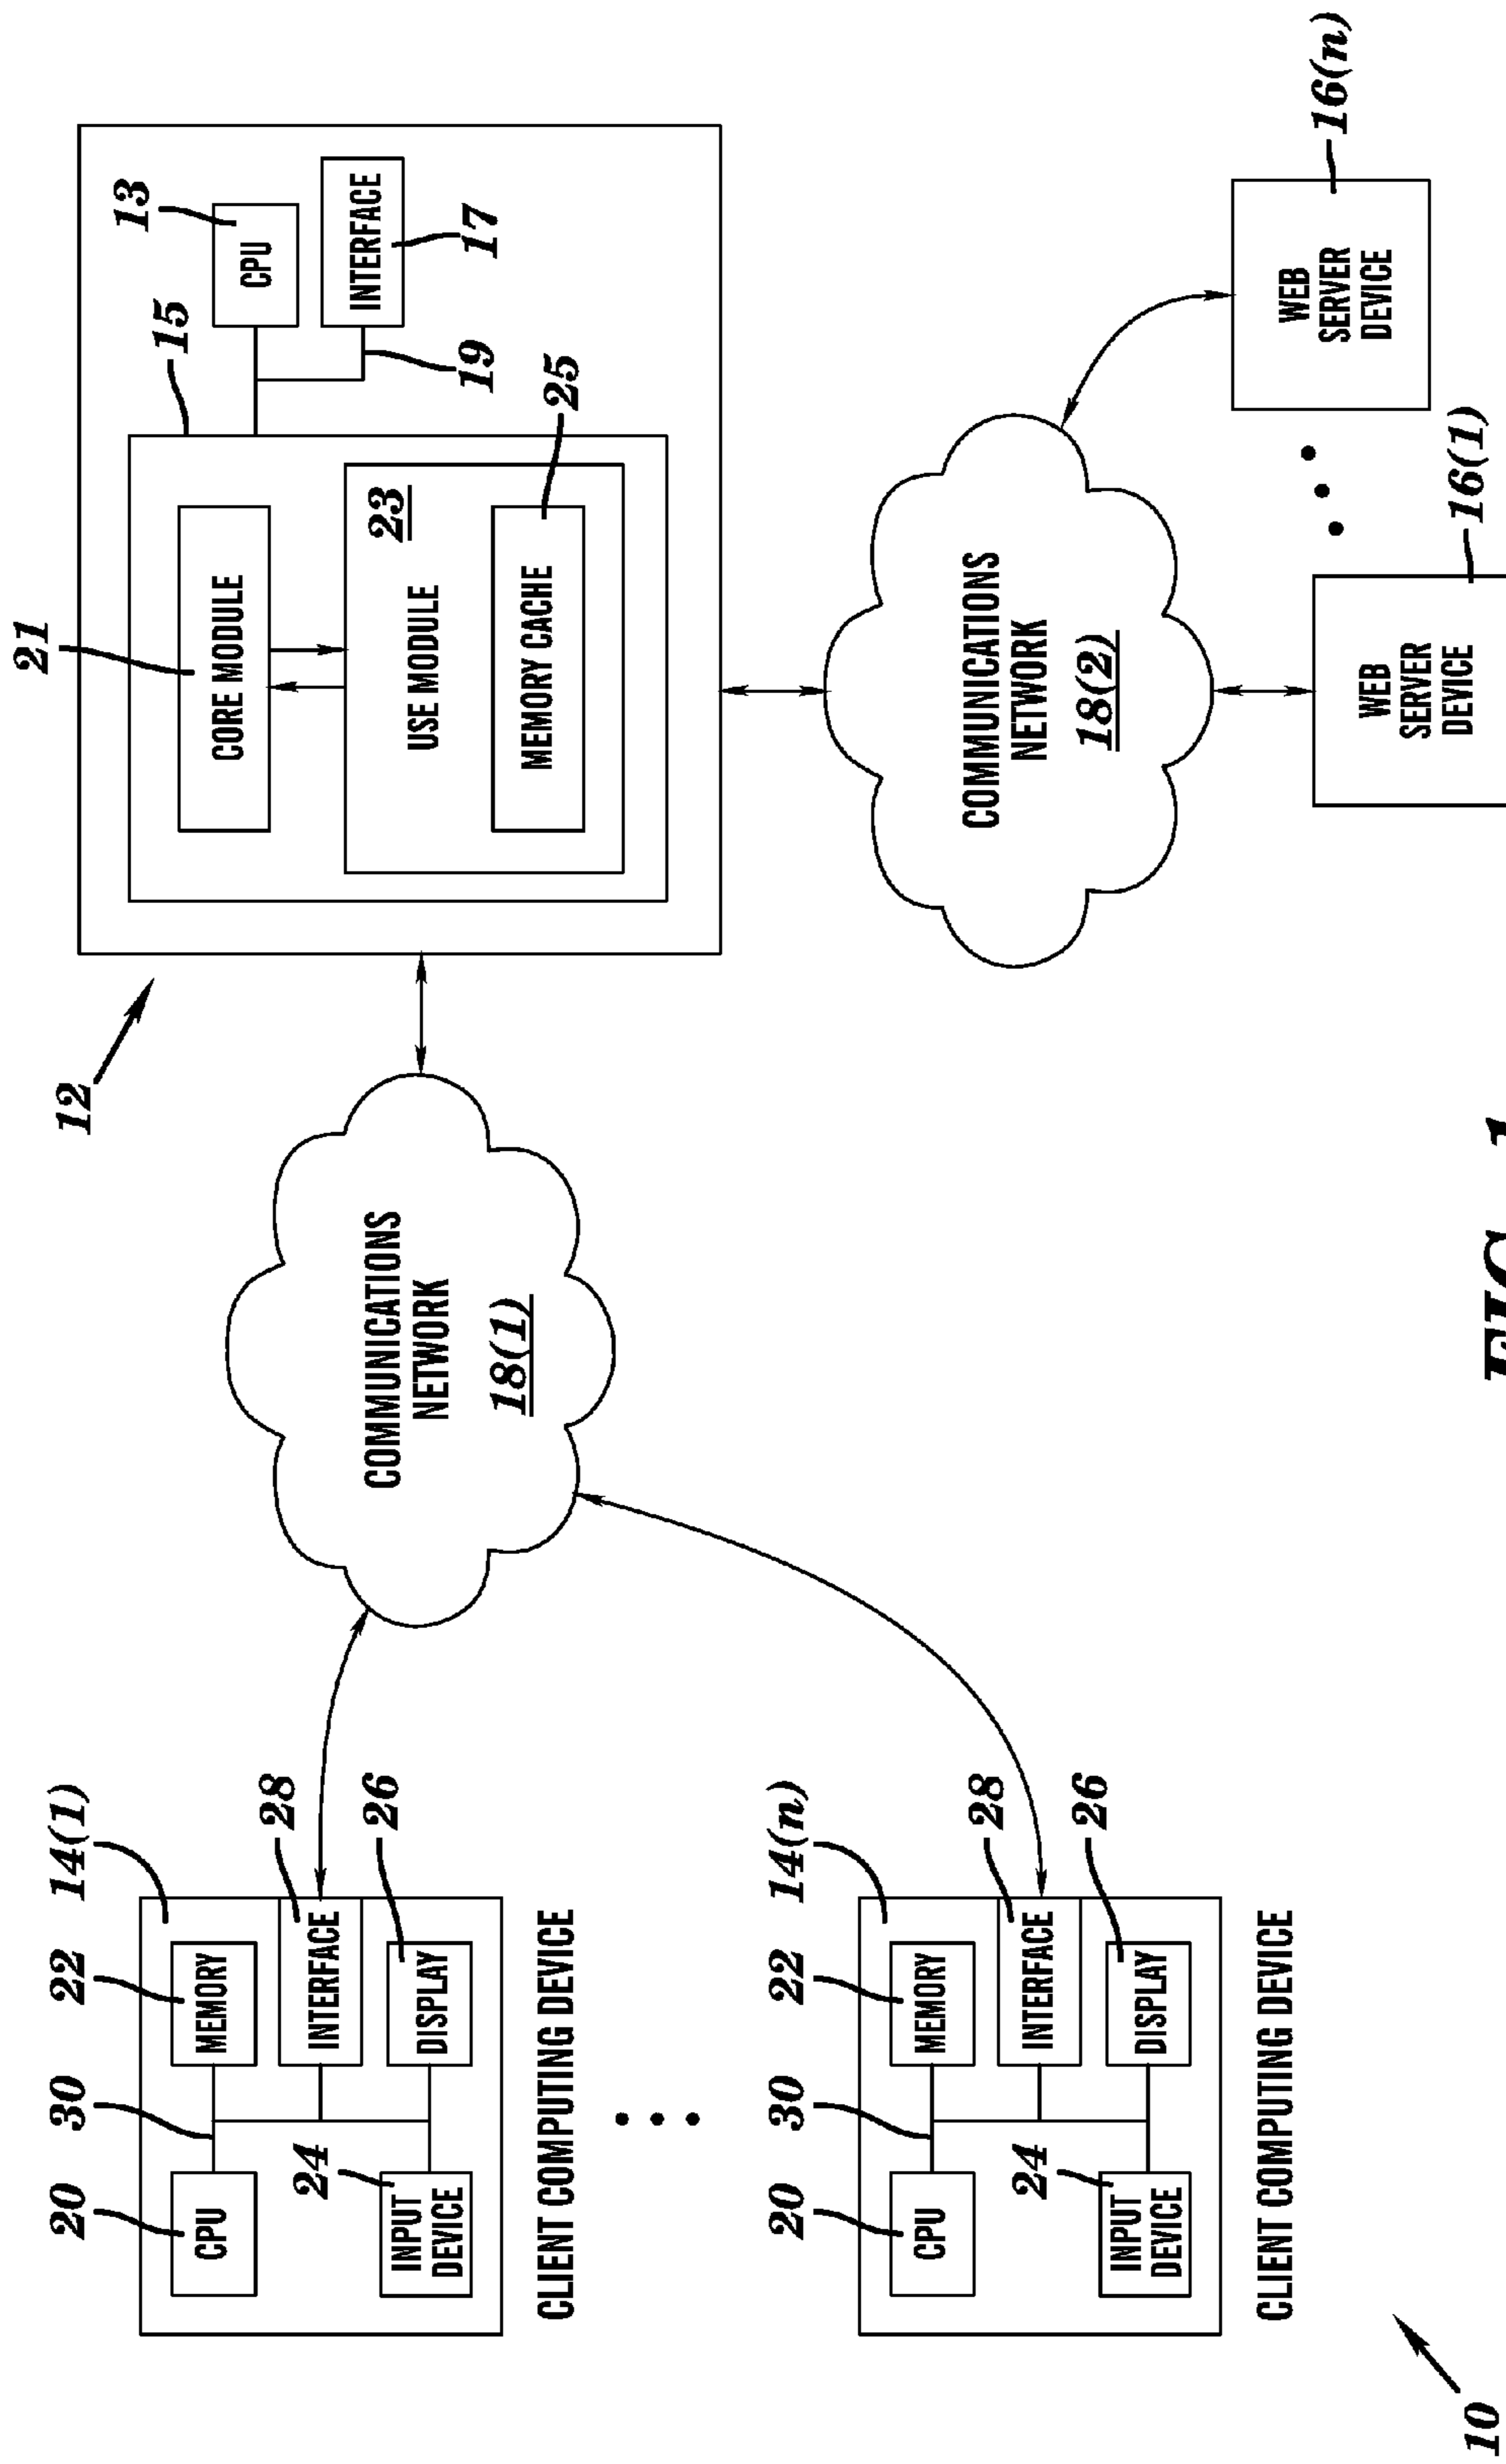 14(1)
20
30
22
CPU
MEMORY
28
INTERFACE
24
INPUT
DEVICE
DISPLAY
26
CLIENT COMPUTING DEVICE
14(n)
20
30
22
CPU
MEMORY
28
INTERFACE
24
INPUT
DEVICE
DISPLAY
26
CLIENT COMPUTING DEVICE
10
COMMUNICATIONS
NETWORK
18(1)
12
21
15
13
CORE MODULE
CPU
USE MODULE
23
INTERFACE
17
19
MEMORY CACHE
25
COMMUNICATIONS
NETWORK
18(2)
WEB
SERVER
DEVICE
16(1)
WEB
SERVER
DEVICE
16(n)